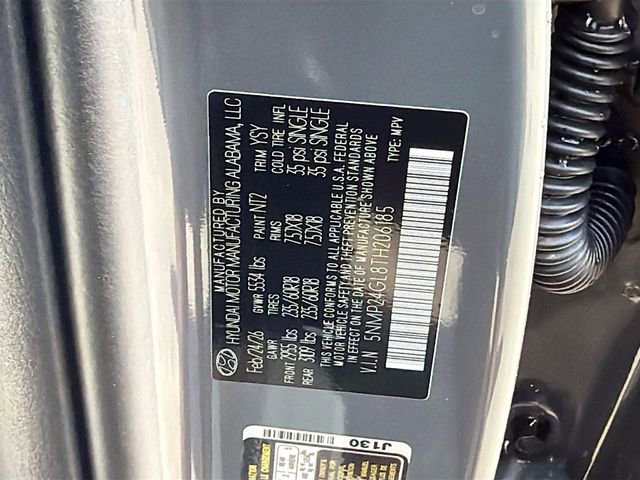 MANUFACTURED BY
HYUNDAI MOTOR MANUFACTURING ALABAMA, LLC
Feb/24/26 GVWR 5534 lbs PAINT NT2 TRIM YSY
GAWR TIRES RIMS COLD TIRE INFL
FRONT 2955 lbs 235/60R18 7.5JX18 35 psi SINGLE
REAR 3109 lbs 235/60R18 7.5JX18 35 psi SINGLE
THIS VEHICLE CONFORMS TO ALL APPLICABLE U.S.A. FEDERAL
MOTOR VEHICLE SAFETY AND THEFT PREVENTION STANDARDS
IN EFFECT ON THE DATE OF MANUFACTURE SHOWN ABOVE
V.I.N 5NMP24GL8TH206185 TYPE: MPV
J130